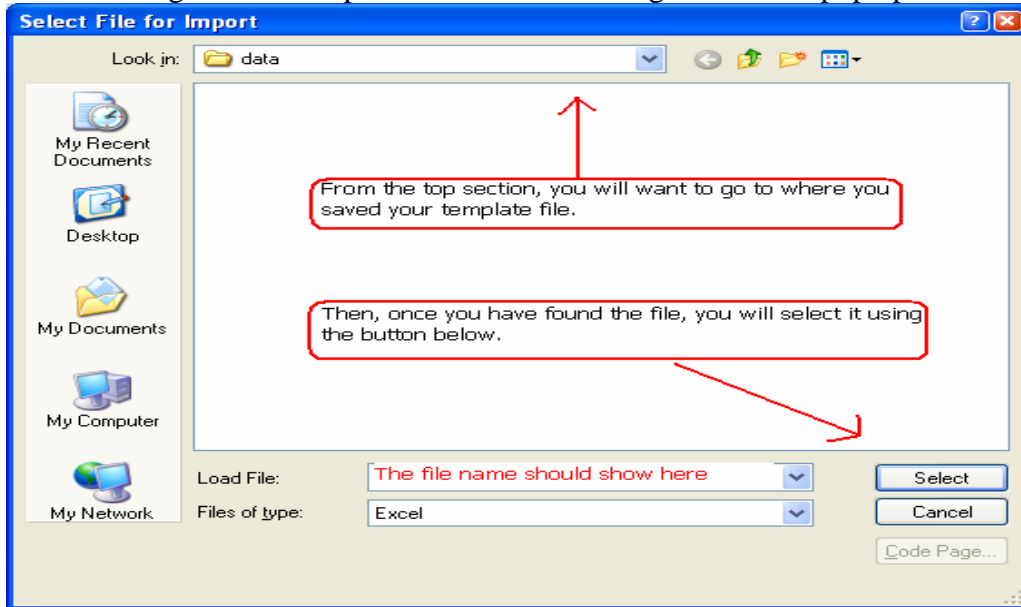 Select File for Import
Look in:
data
My Recent
Documents
Desktop
My Documents
My Computer
My Network
From the top section, you will want to go to where you
saved your template file.
Then, once you have found the file, you will select it using
the button below.
Load File:
The file name should show here
Select
Files of type:
Excel
Cancel
Code Page...